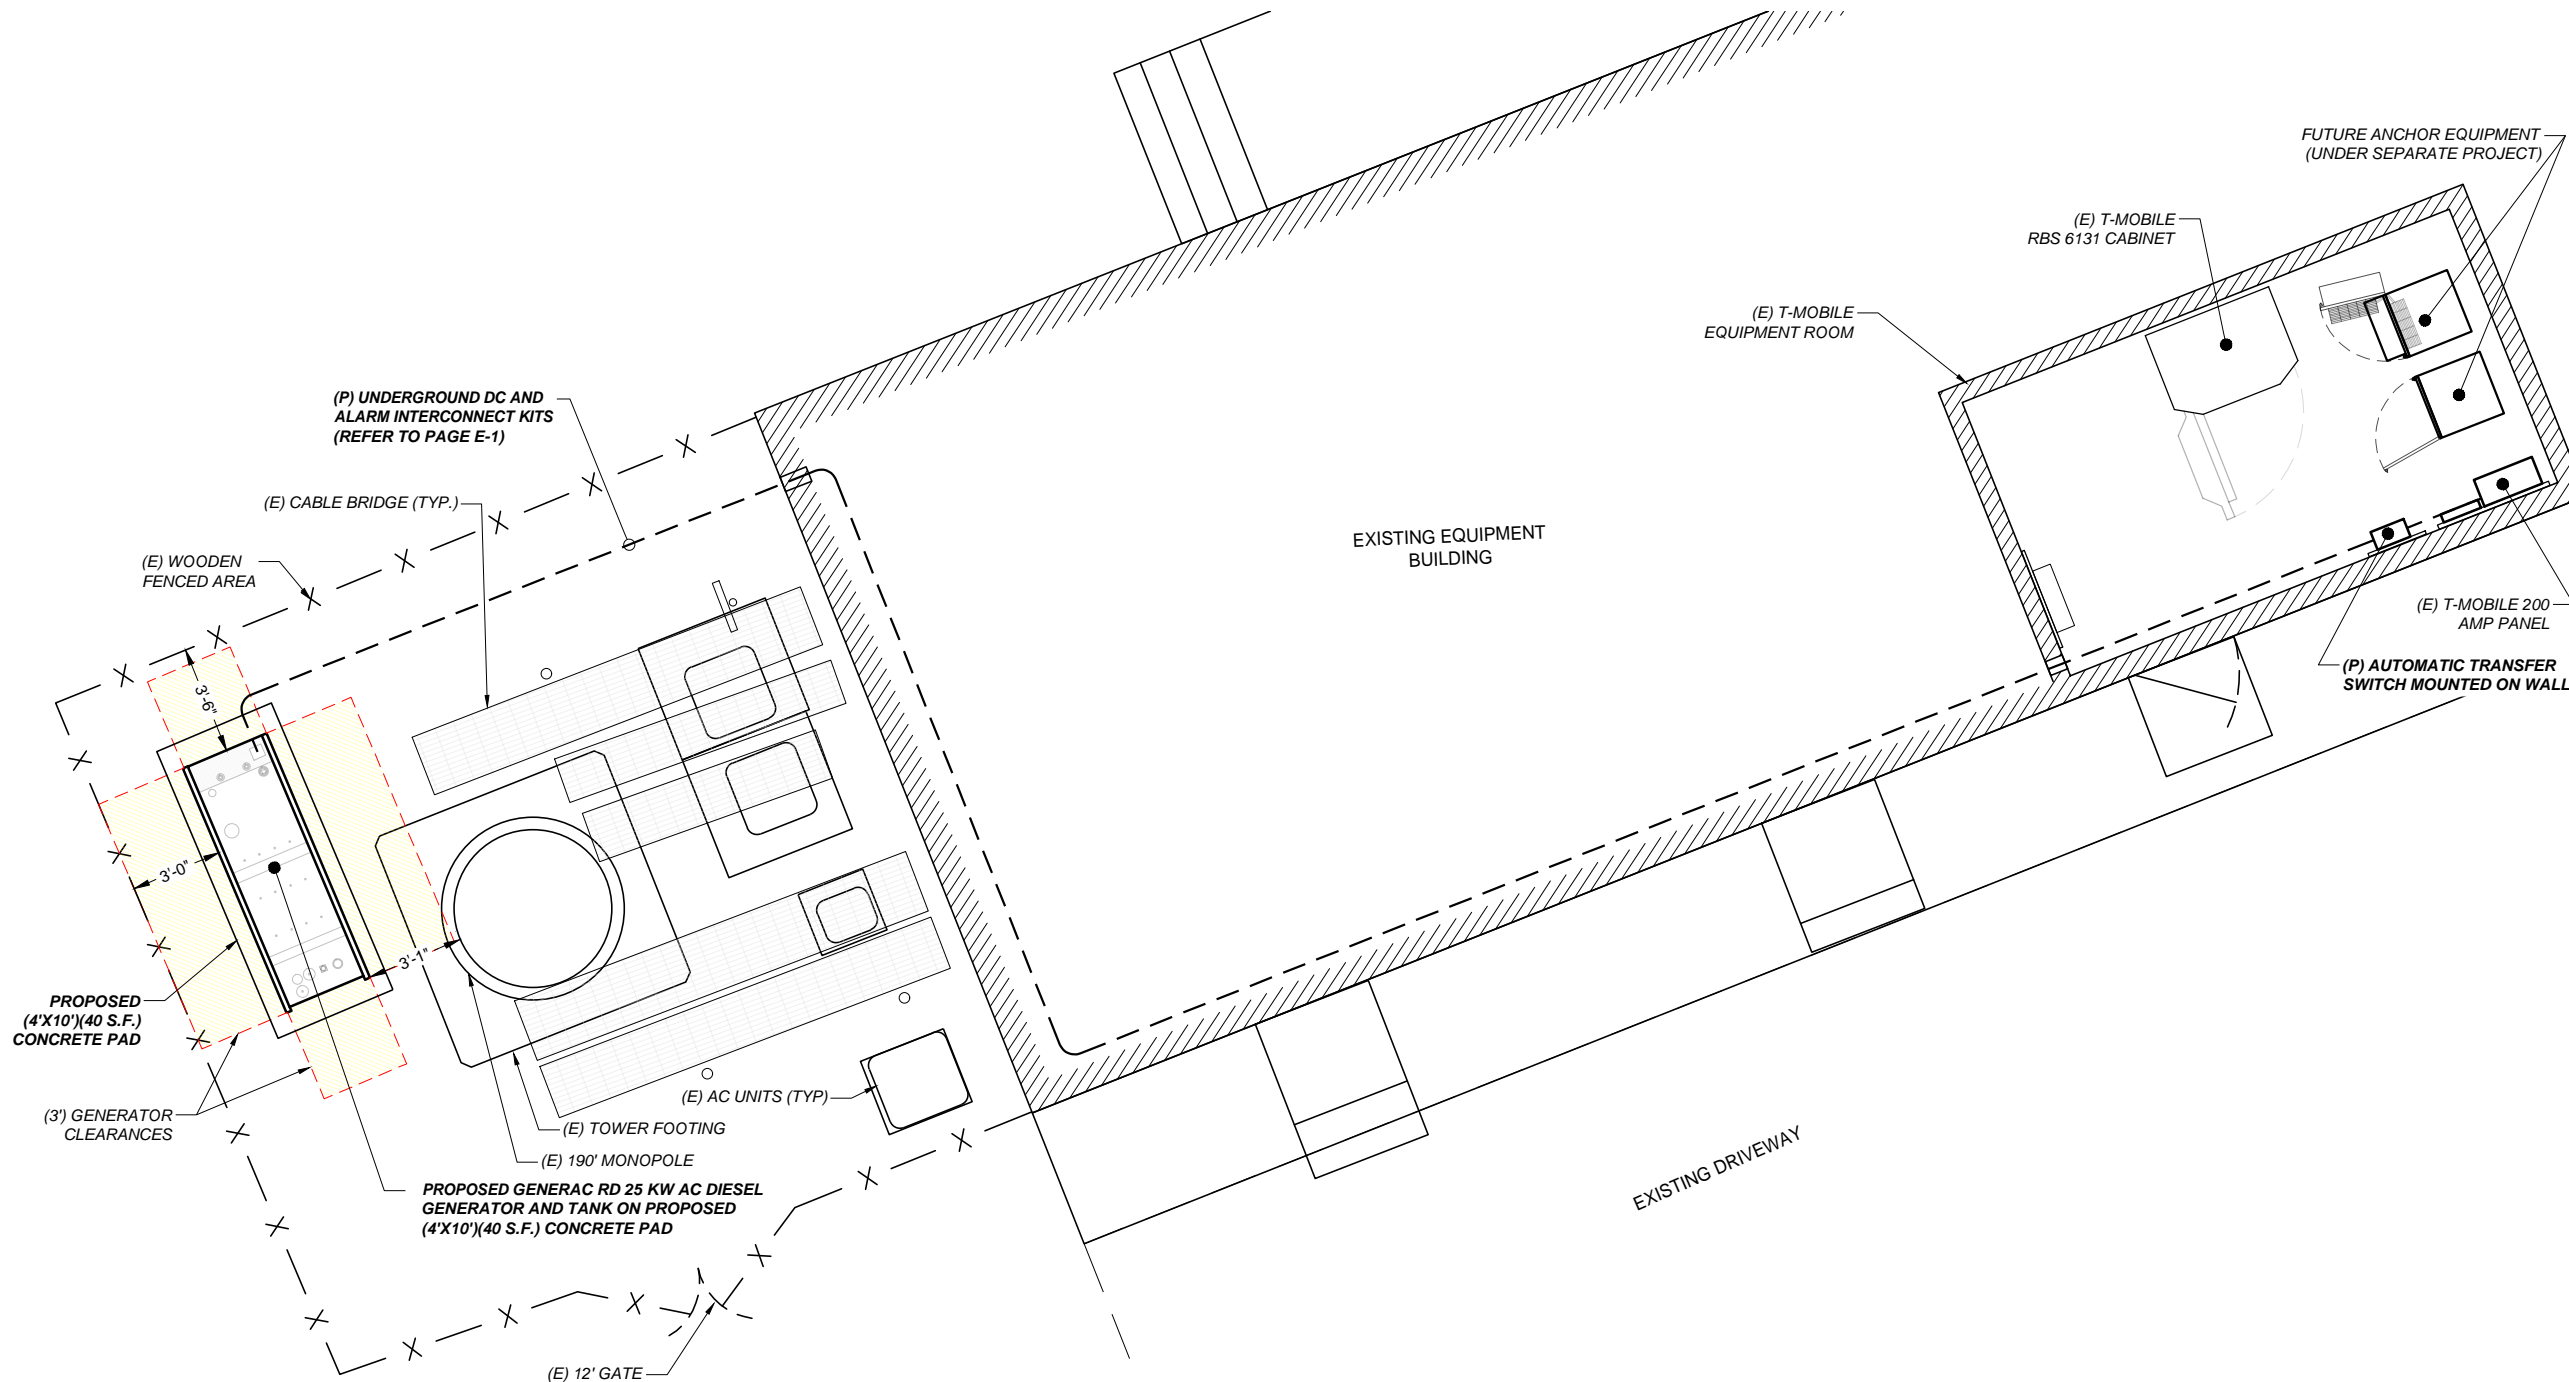 FUTURE ANCHOR EQUIPMENT
(UNDER SEPARATE PROJECT)
(E) T-MOBILE
RBS 6131 CABINET
(E) T-MOBILE
EQUIPMENT ROOM
(P) UNDERGROUND DC AND
ALARM INTERCONNECT KITS
(REFER TO PAGE E-1)
(E) CABLE BRIDGE (TYP.)
EXISTING EQUIPMENT
BUILDING
(E) WOODEN
FENCED AREA
(E) T-MOBILE 200
AMP PANEL
(P) AUTOMATIC TRANSFER
SWITCH MOUNTED ON WALL
3'-6"
3'-0"
3'-1"
PROPOSED
(4'X10')(40 S.F.)
CONCRETE PAD
(3') GENERATOR
CLEARANCES
(E) AC UNITS (TYP)
(E) TOWER FOOTING
(E) 190' MONOPOLE
PROPOSED GENERAC RD 25 KW AC DIESEL
GENERATOR AND TANK ON PROPOSED
(4'X10')(40 S.F.) CONCRETE PAD
EXISTING DRIVEWAY
(E) 12' GATE